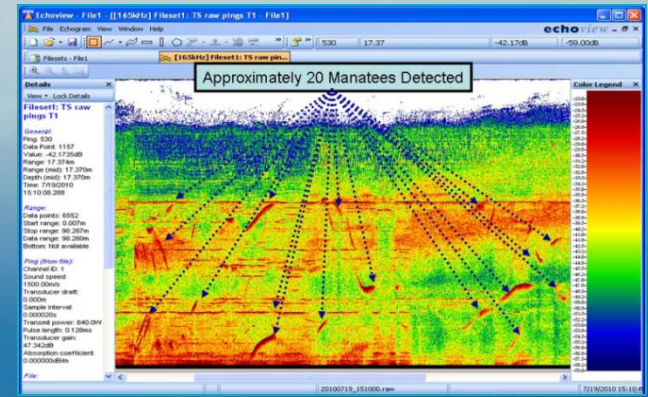 Echoview - File1 - [[165kHz] Fileset1: TS raw pings T1 - File1]
File Echogram View Window Help
echoview
530 17.37 -42.17dB -59.00dB
Filesets - File1
[165kHz] Fileset1: TS raw pin...
Approximately 20 Manatees Detected
Details
View Lock Details
Fileset1: TS raw
pings T1
General:
Ping: 530
Data Point: 1157
Value: -42.1735dB
Range: 17.374m
Range (mid): 17.370m
Depth (mid): 17.370m
Time: 7/19/2010
15:10:08.288
Range:
Data points: 6552
Start range: 0.007m
Stop range: 98.287m
Data range: 98.280m
Bottom: Not available
Ping (from file):
Channel ID: 1
Sound speed:
1500.00m/s
Transducer draft:
0.000m
Sample interval:
0.000020s
Transmit power: 640.0W
Pulse length: 0.128ms
Transducer gain:
47.342dB
Absorption coefficient:
0.000000dB/m
File:
Color Legend
20100719_151000.raw
7/19/2010 15:10: